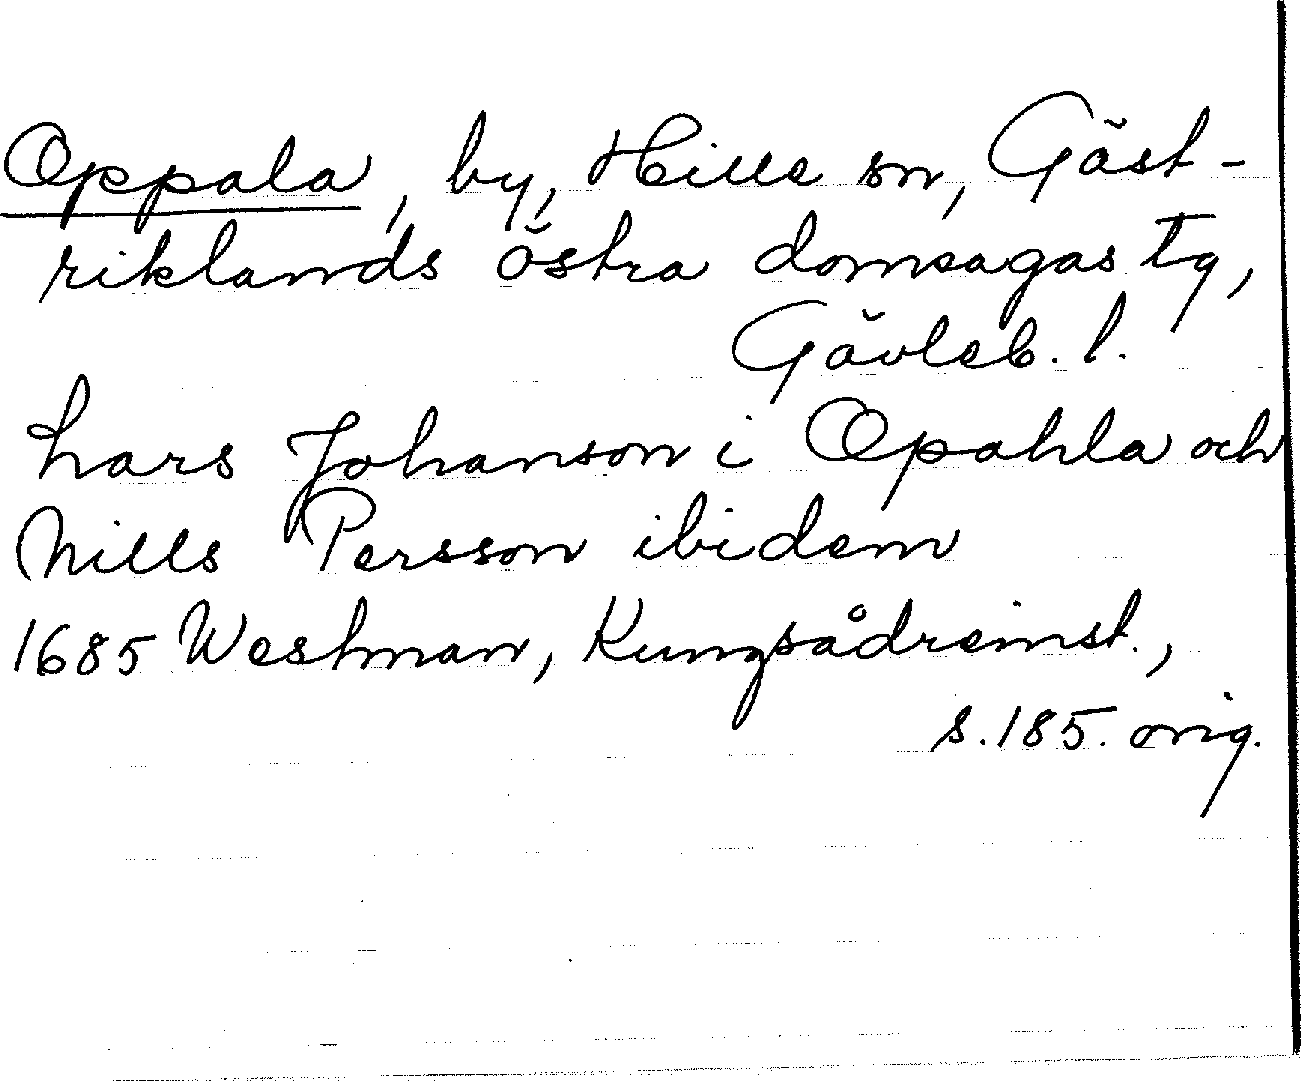 Oppala, by, Hille sn, Gäst-
riklands östra domsagas tg,
Gävleb. l.
Lars Johanson i Opahla och
Nills Persson ibidem
1685 Westman, Kungsådreinst.,
s. 185. orig.